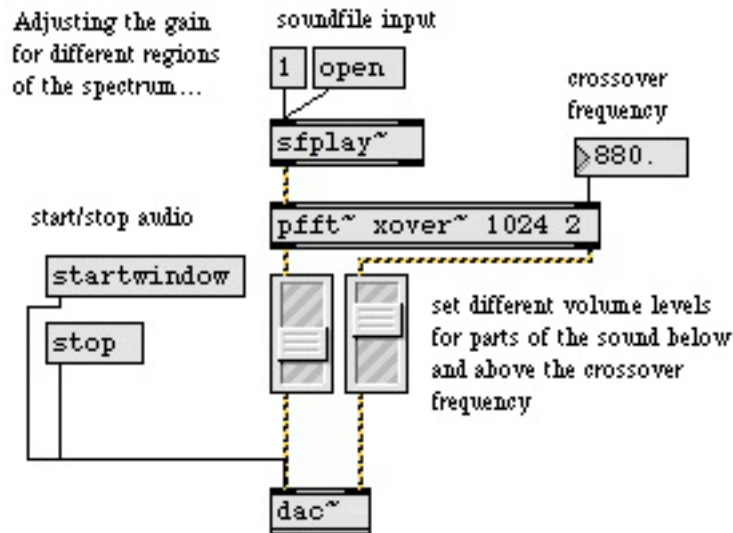 Adjusting the gain
for different regions
of the spectrum...
soundfile input
1 open
crossover
frequency
sfplay~
880.
start/stop audio
pfft~ xover~ 1024 2
startwindow
stop
set different volume levels
for parts of the sound below
and above the crossover
frequency
dac~